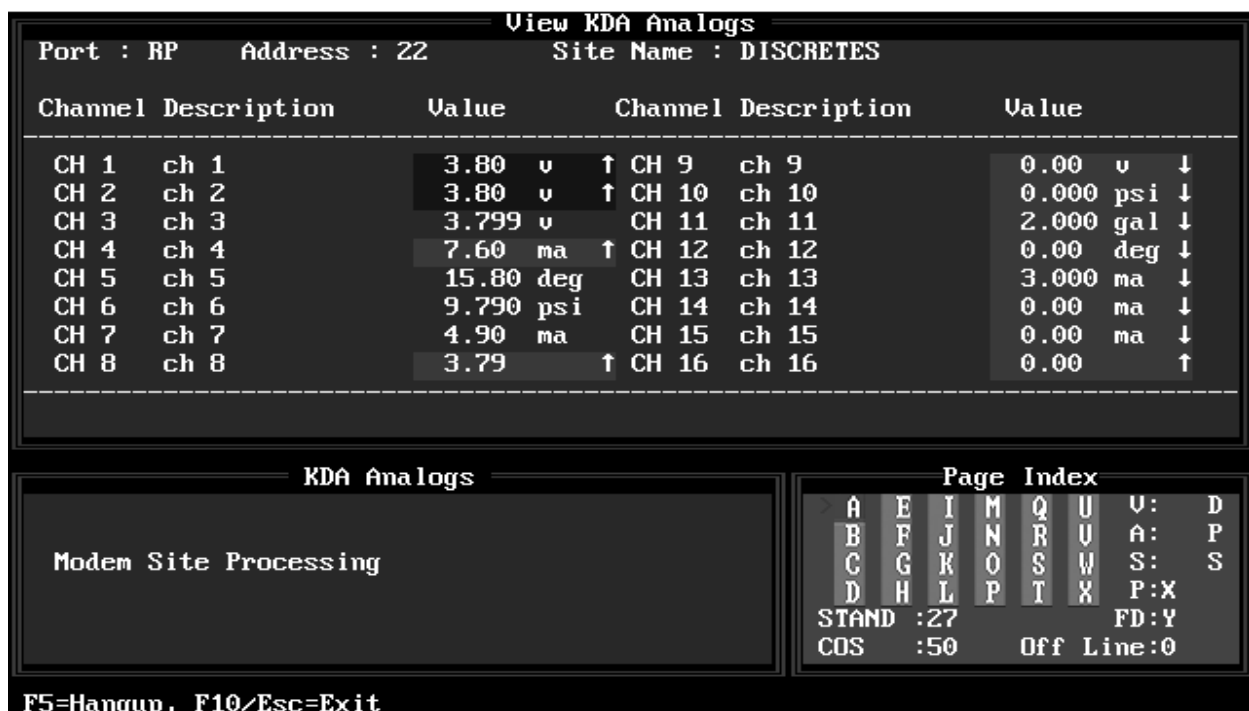 View KDA Analogs
Port : RP Address : 22 Site Name : DISCRETES
Channel Description Value Channel Description Value
CH 1 ch 1 3.80 v ↑ CH 9 ch 9 0.00 v ↓
CH 2 ch 2 3.80 v ↑ CH 10 ch 10 0.000 psi ↓
CH 3 ch 3 3.799 v CH 11 ch 11 2.000 gal ↓
CH 4 ch 4 7.60 ma ↑ CH 12 ch 12 0.00 deg ↓
CH 5 ch 5 15.80 deg CH 13 ch 13 3.000 ma ↓
CH 6 ch 6 9.790 psi CH 14 ch 14 0.00 ma ↓
CH 7 ch 7 4.90 ma CH 15 ch 15 0.00 ma ↓
CH 8 ch 8 3.79 ↑ CH 16 ch 16 0.00 ↑
KDA Analogs
Modem Site Processing
Page Index
> A E I M Q U V: D
B F J N R V A: P
C G K O S W S: S
D H L P T X P:X
STAND :27 FD:Y
COS :50 Off Line:0
F5=Hangup, F10/Esc=Exit